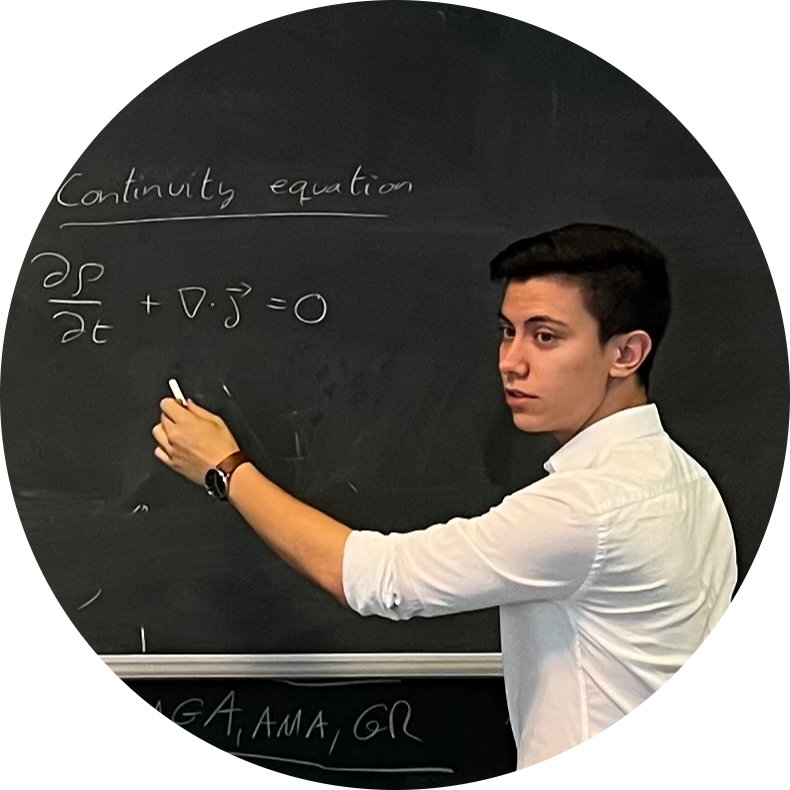 Continuity equation
∂ρ/∂t + ∇·j⃗ = 0
AGA, AMA, GR